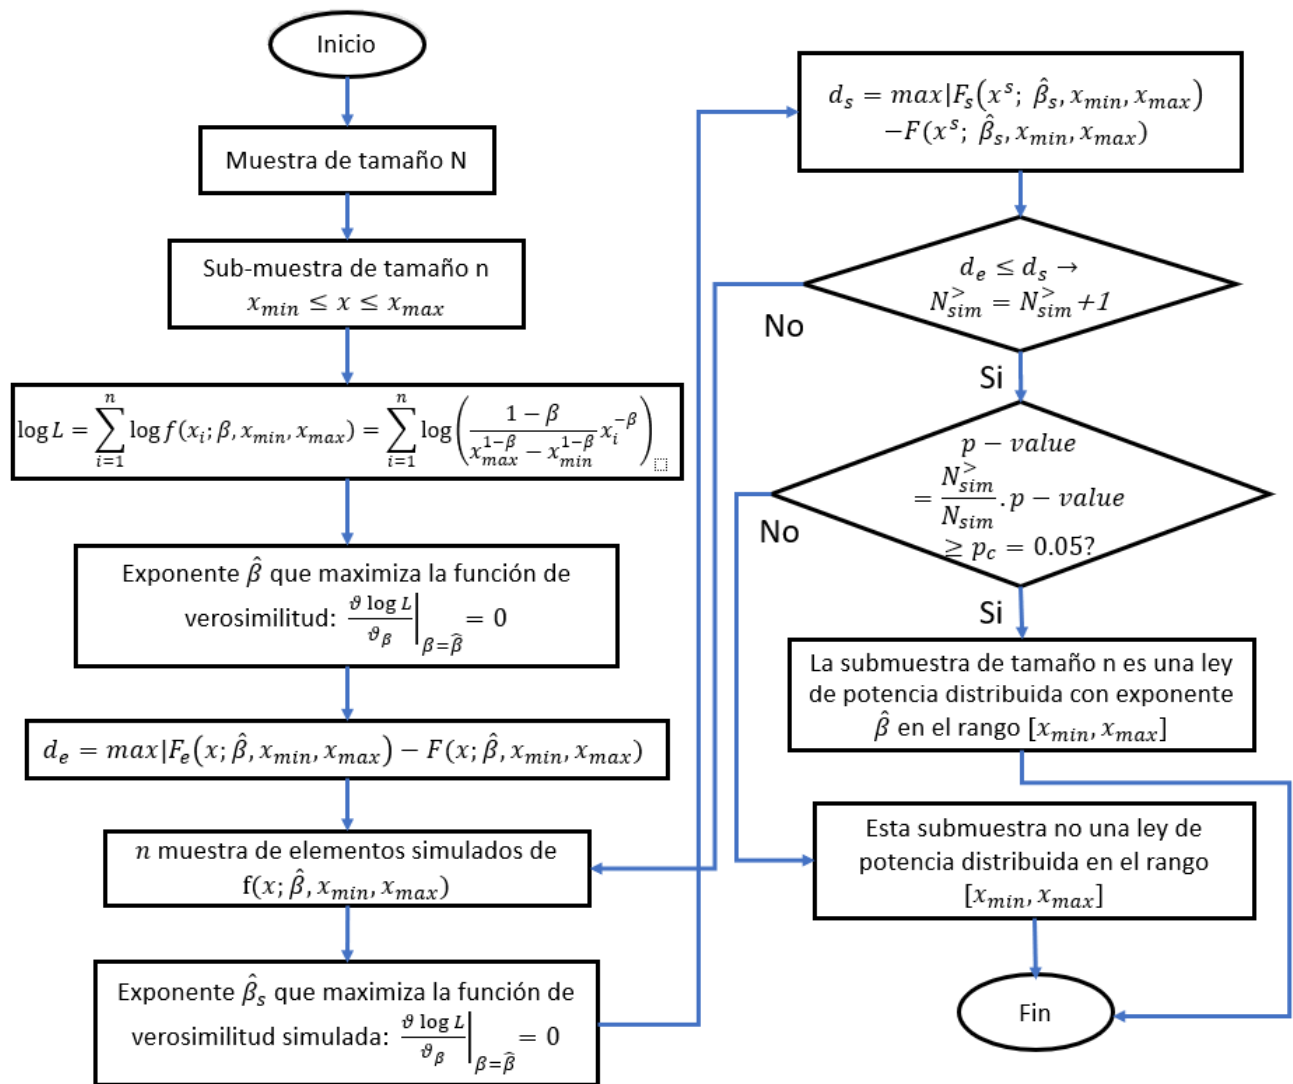 Inicio
Muestra de tamaño N
Sub-muestra de tamaño n
x_min ≤ x ≤ x_max
log L = ∑_{i=1}^{n} log f(x_i; β, x_min, x_max) = ∑_{i=1}^{n} log((1 − β)/(x_max^{1−β} − x_min^{1−β}) x_i^{−β})
Exponente β̂ que maximiza la función de
verosimilitud: ϑ log L/ϑ_β |_{β=β̂} = 0
d_e = max|F_e(x; β̂, x_min, x_max) − F(x; β̂, x_min, x_max)
n muestra de elementos simulados de
f(x; β̂, x_min, x_max)
Exponente β̂_s que maximiza la función de
verosimilitud simulada: ϑ log L/ϑ_β |_{β=β̂} = 0
d_s = max|F_s(x^s; β̂_s, x_min, x_max)
−F(x^s; β̂_s, x_min, x_max)
d_e ≤ d_s →
N_sim^> = N_sim^> +1
No
Si
p − value
= N_sim^>/N_sim . p − value
≥ p_c = 0.05?
No
Si
La submuestra de tamaño n es una ley
de potencia distribuida con exponente
β̂ en el rango [x_min, x_max]
Esta submuestra no una ley de
potencia distribuida en el rango
[x_min, x_max]
Fin